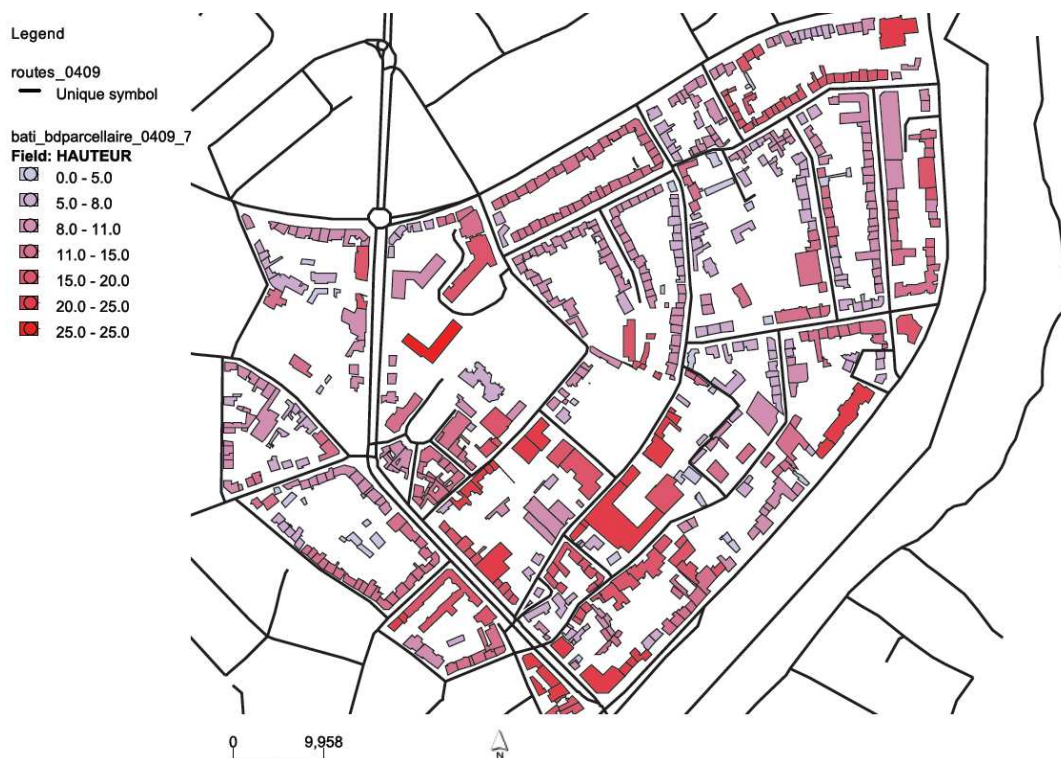 Legend
routes_0409
Unique symbol
bati_bdparcellaire_0409_7
Field: HAUTEUR
0.0 - 5.0
5.0 - 8.0
8.0 - 11.0
11.0 - 15.0
15.0 - 20.0
20.0 - 25.0
25.0 - 25.0
0 9,958
N